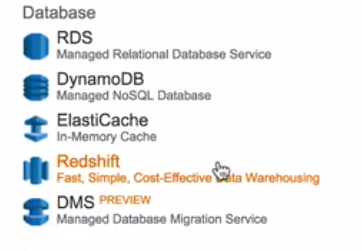 Database
RDS
Managed Relational Database Service
DynamoDB
Managed NoSQL Database
ElastiCache
In-Memory Cache
Redshift
Fast, Simple, Cost-Effective Data Warehousing
DMS PREVIEW
Managed Database Migration Service